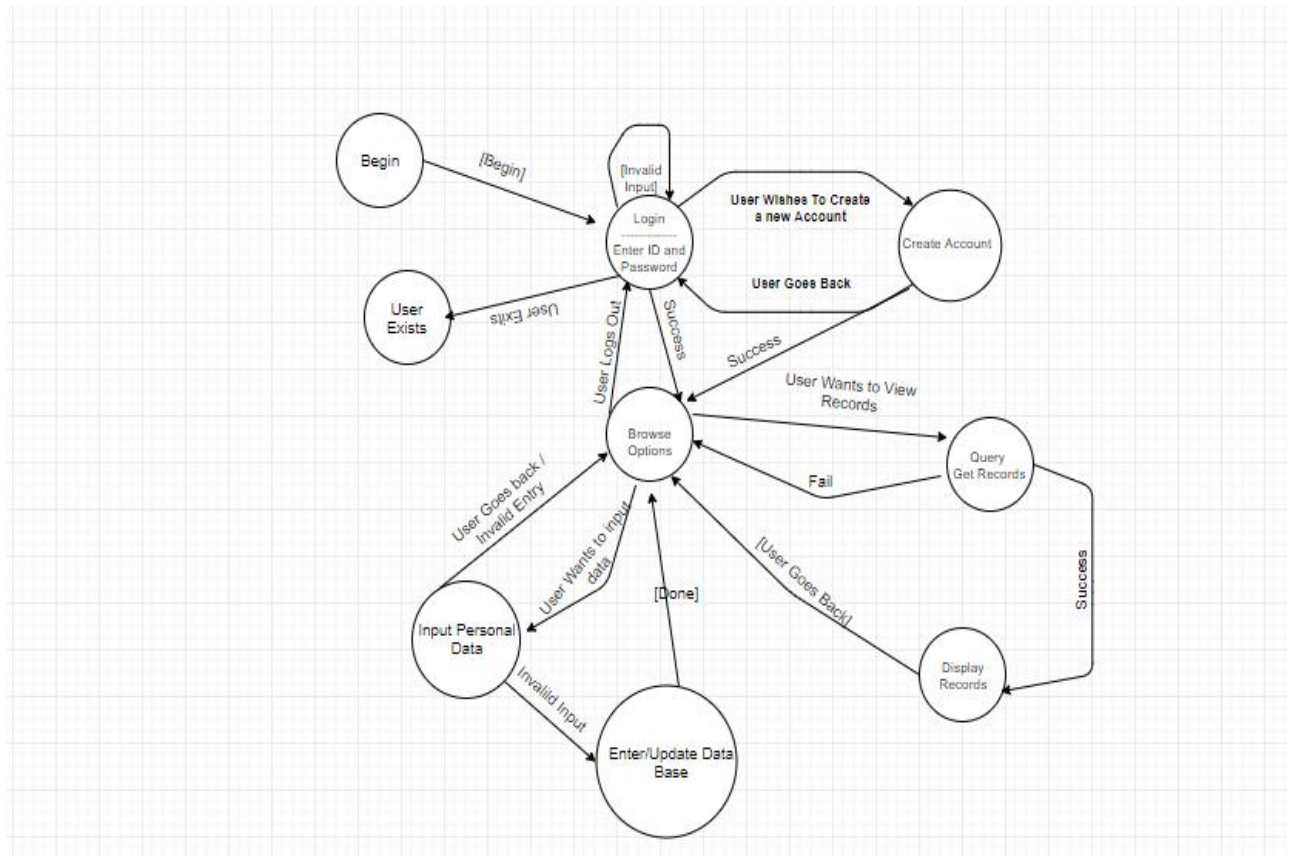 Begin
[Begin]
[Invalid
Input]
Login
--------------
Enter ID and
Password
User Wishes To Create
a new Account
Create Account
User Goes Back
User
Exists
User Exits
User Logs Out
Success
Success
User Wants to View
Records
Browse
Options
Query
Get Records
Fail
User Goes back /
Invalid Entry
User Wants to input
data
[Done]
[User Goes Back]
Success
Input Personal
Data
Invaliid Input
Display
Records
Enter/Update Data
Base